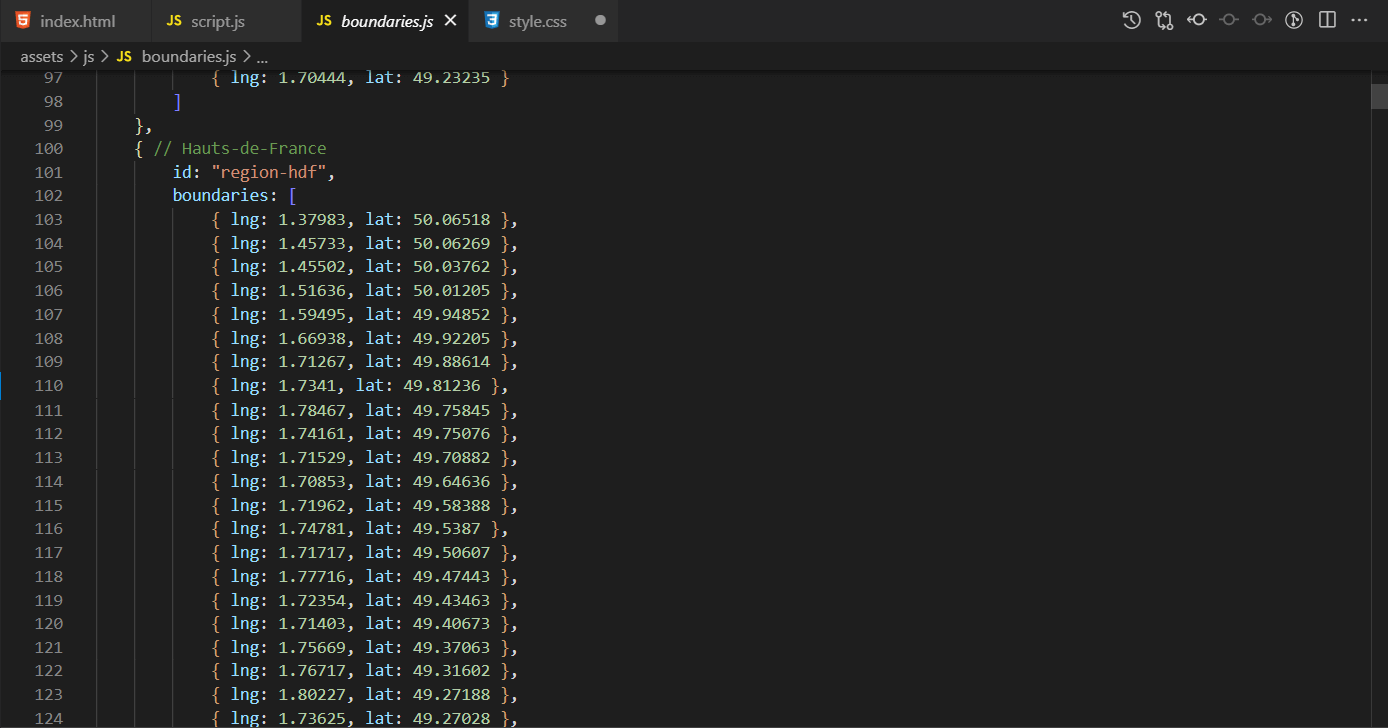 index.html JS script.js JS boundaries.js style.css
assets > js > JS boundaries.js > ...
97 { lng: 1.70444, lat: 49.23235 }
98 ]
99 },
100 { // Hauts-de-France
101 id: "region-hdf",
102 boundaries: [
103 { lng: 1.37983, lat: 50.06518 },
104 { lng: 1.45733, lat: 50.06269 },
105 { lng: 1.45502, lat: 50.03762 },
106 { lng: 1.51636, lat: 50.01205 },
107 { lng: 1.59495, lat: 49.94852 },
108 { lng: 1.66938, lat: 49.92205 },
109 { lng: 1.71267, lat: 49.88614 },
110 { lng: 1.7341, lat: 49.81236 },
111 { lng: 1.78467, lat: 49.75845 },
112 { lng: 1.74161, lat: 49.75076 },
113 { lng: 1.71529, lat: 49.70882 },
114 { lng: 1.70853, lat: 49.64636 },
115 { lng: 1.71962, lat: 49.58388 },
116 { lng: 1.74781, lat: 49.5387 },
117 { lng: 1.71717, lat: 49.50607 },
118 { lng: 1.77716, lat: 49.47443 },
119 { lng: 1.72354, lat: 49.43463 },
120 { lng: 1.71403, lat: 49.40673 },
121 { lng: 1.75669, lat: 49.37063 },
122 { lng: 1.76717, lat: 49.31602 },
123 { lng: 1.80227, lat: 49.27188 },
124 { lng: 1.73625, lat: 49.27028 },